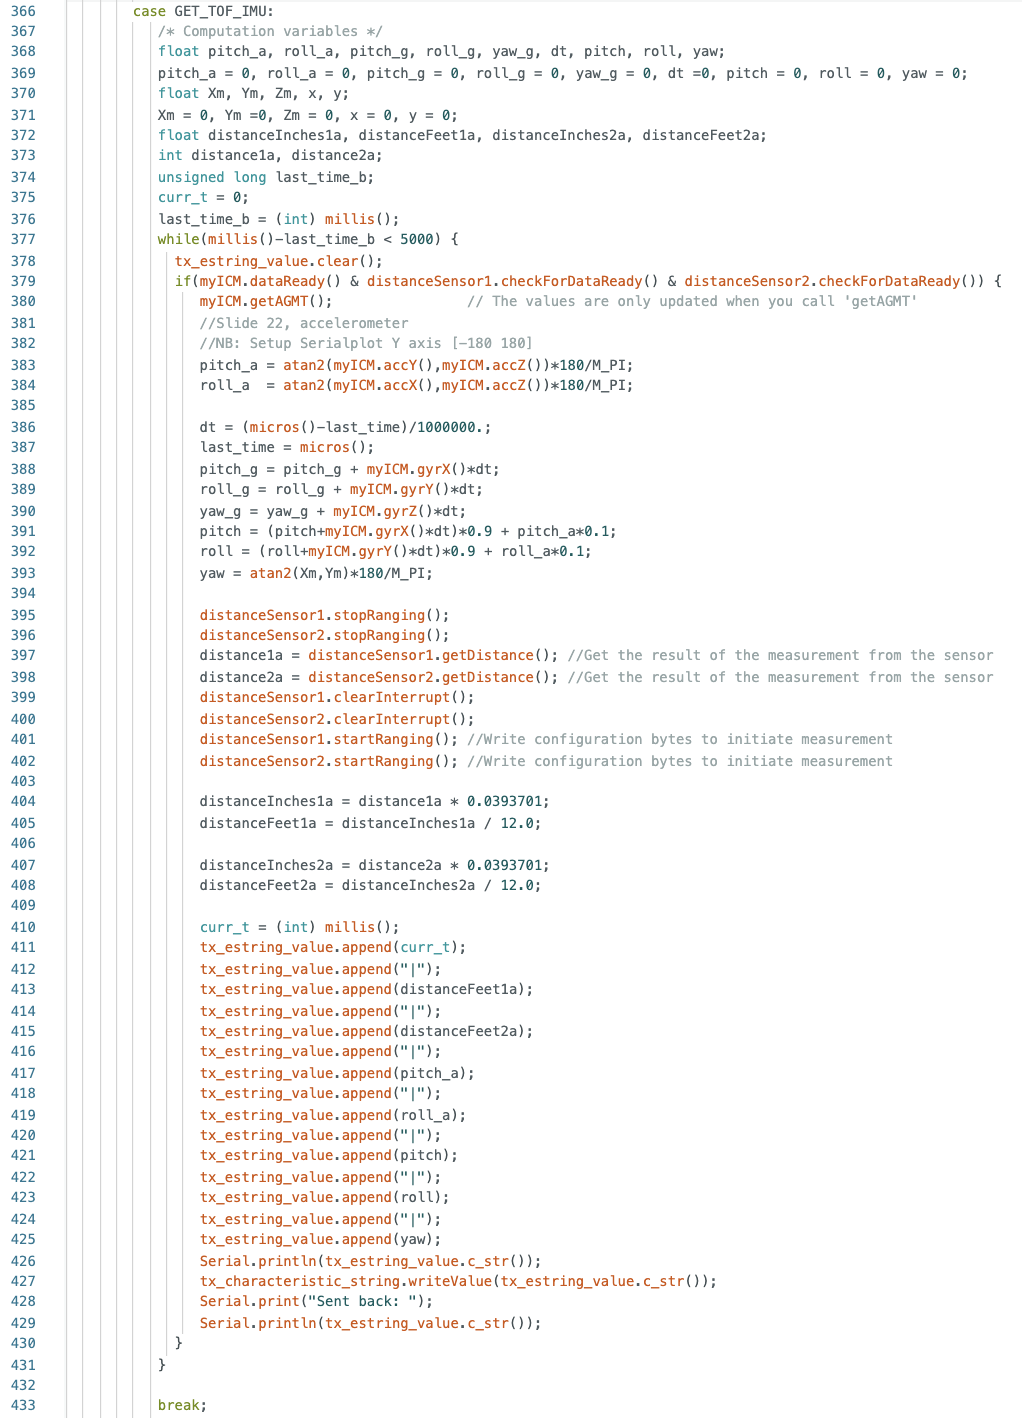 366 case GET_TOF_IMU:
367 /* Computation variables */
368 float pitch_a, roll_a, pitch_g, roll_g, yaw_g, dt, pitch, roll, yaw;
369 pitch_a = 0, roll_a = 0, pitch_g = 0, roll_g = 0, yaw_g = 0, dt =0, pitch = 0, roll = 0, yaw = 0;
370 float Xm, Ym, Zm, x, y;
371 Xm = 0, Ym =0, Zm = 0, x = 0, y = 0;
372 float distanceInches1a, distanceFeet1a, distanceInches2a, distanceFeet2a;
373 int distance1a, distance2a;
374 unsigned long last_time_b;
375 curr_t = 0;
376 last_time_b = (int) millis();
377 while(millis()-last_time_b < 5000) {
378 tx_estring_value.clear();
379 if(myICM.dataReady() & distanceSensor1.checkForDataReady() & distanceSensor2.checkForDataReady()) {
380 myICM.getAGMT(); // The values are only updated when you call 'getAGMT'
381 //Slide 22, accelerometer
382 //NB: Setup Serialplot Y axis [-180 180]
383 pitch_a = atan2(myICM.accY(),myICM.accZ())*180/M_PI;
384 roll_a  = atan2(myICM.accX(),myICM.accZ())*180/M_PI;
385
386 dt = (micros()-last_time)/1000000.;
387 last_time = micros();
388 pitch_g = pitch_g + myICM.gyrX()*dt;
389 roll_g = roll_g + myICM.gyrY()*dt;
390 yaw_g = yaw_g + myICM.gyrZ()*dt;
391 pitch = (pitch+myICM.gyrX()*dt)*0.9 + pitch_a*0.1;
392 roll = (roll+myICM.gyrY()*dt)*0.9 + roll_a*0.1;
393 yaw = atan2(Xm,Ym)*180/M_PI;
394
395 distanceSensor1.stopRanging();
396 distanceSensor2.stopRanging();
397 distance1a = distanceSensor1.getDistance(); //Get the result of the measurement from the sensor
398 distance2a = distanceSensor2.getDistance(); //Get the result of the measurement from the sensor
399 distanceSensor1.clearInterrupt();
400 distanceSensor2.clearInterrupt();
401 distanceSensor1.startRanging(); //Write configuration bytes to initiate measurement
402 distanceSensor2.startRanging(); //Write configuration bytes to initiate measurement
403
404 distanceInches1a = distance1a * 0.0393701;
405 distanceFeet1a = distanceInches1a / 12.0;
406
407 distanceInches2a = distance2a * 0.0393701;
408 distanceFeet2a = distanceInches2a / 12.0;
409
410 curr_t = (int) millis();
411 tx_estring_value.append(curr_t);
412 tx_estring_value.append("|");
413 tx_estring_value.append(distanceFeet1a);
414 tx_estring_value.append("|");
415 tx_estring_value.append(distanceFeet2a);
416 tx_estring_value.append("|");
417 tx_estring_value.append(pitch_a);
418 tx_estring_value.append("|");
419 tx_estring_value.append(roll_a);
420 tx_estring_value.append("|");
421 tx_estring_value.append(pitch);
422 tx_estring_value.append("|");
423 tx_estring_value.append(roll);
424 tx_estring_value.append("|");
425 tx_estring_value.append(yaw);
426 Serial.println(tx_estring_value.c_str());
427 tx_characteristic_string.writeValue(tx_estring_value.c_str());
428 Serial.print("Sent back: ");
429 Serial.println(tx_estring_value.c_str());
430 }
431 }
432
433 break;